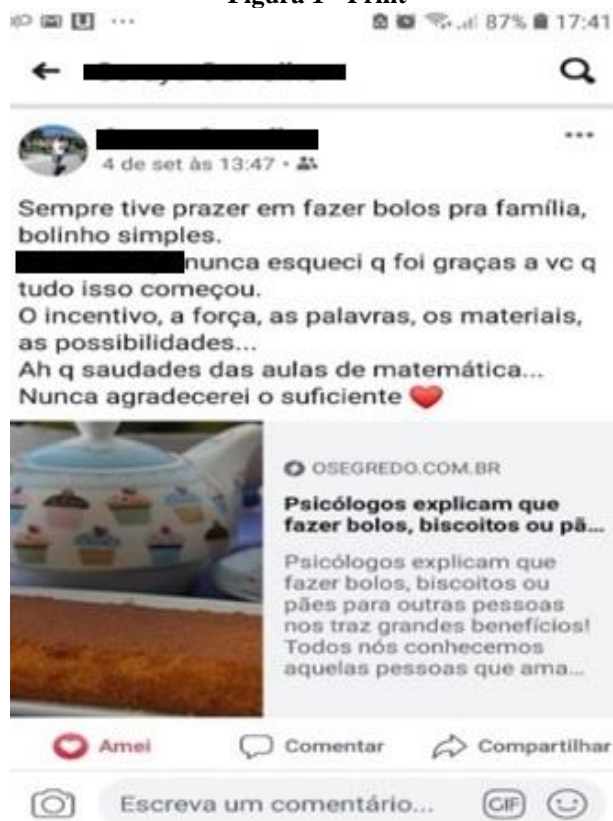 Figura 1 - Print
87% 17:41
4 de set às 13:47
Sempre tive prazer em fazer bolos pra família,
bolinho simples.
nunca esqueci q foi graças a vc q
tudo isso começou.
O incentivo, a força, as palavras, os materiais,
as possibilidades...
Ah q saudades das aulas de matemática...
Nunca agradecerei o suficiente ❤️
OSEGREDO.COM.BR
Psicólogos explicam que
fazer bolos, biscoitos ou pã...
Psicólogos explicam que
fazer bolos, biscoitos ou
pães para outras pessoas
nos traz grandes benefícios!
Todos nós conhecemos
aquelas pessoas que ama...
Amei Comentar Compartilhar
Escreva um comentário... GIF